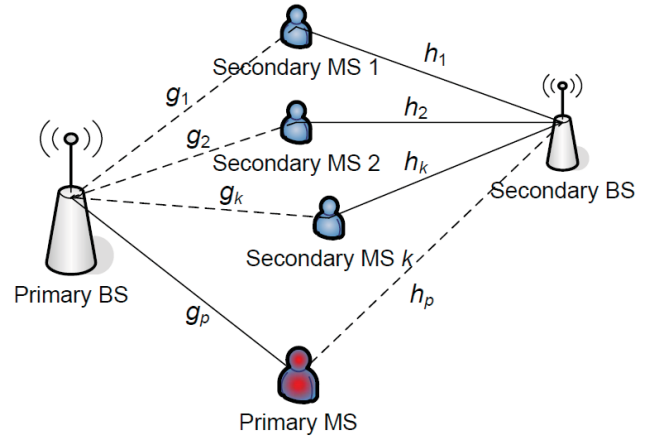 Secondary MS 1
g1
h1
h2
Secondary MS 2
g2
hk
Secondary BS
gk
Secondary MS k
Primary BS
hp
gp
Primary MS